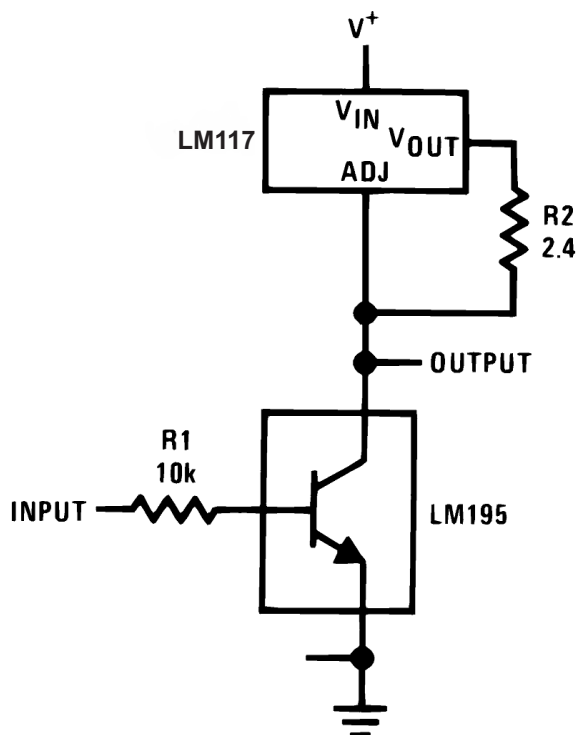 V+
LM117
VIN
VOUT
ADJ
R2
2.4
OUTPUT
R1
10k
INPUT
LM195